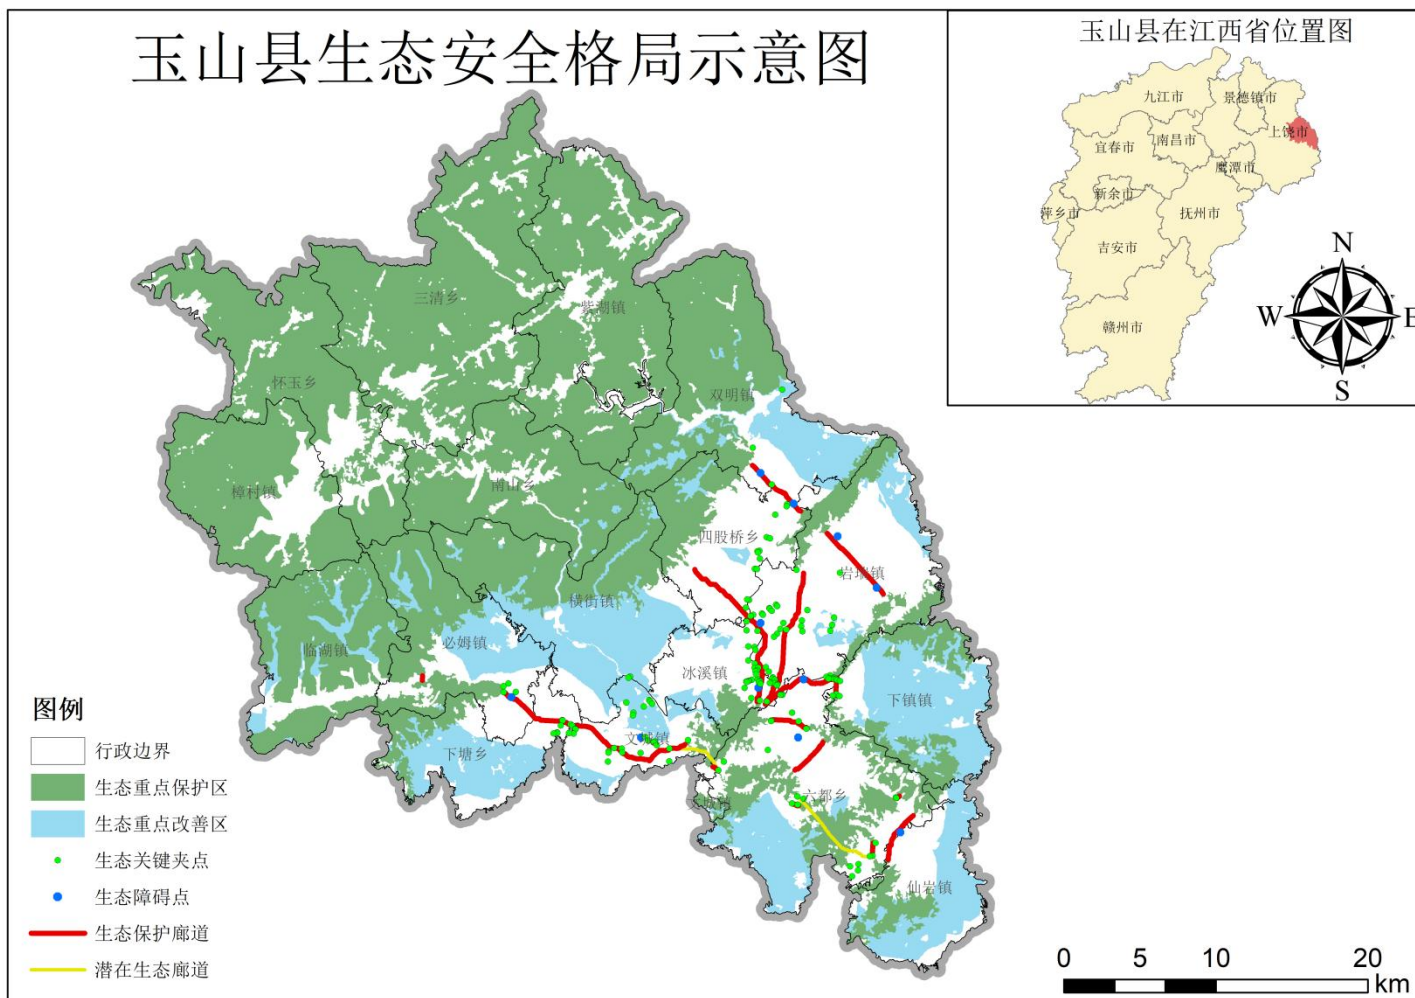 玉山县生态安全格局示意图
玉山县在江西省位置图
九江市
景德镇市
上饶市
宜春市
南昌市
鹰潭市
新余市
萍乡市
抚州市
吉安市
赣州市
N
W
E
S
三清乡
紫湖镇
怀玉乡
双明镇
樟村镇
南山乡
四股桥乡
岩瑞镇
横街镇
必姆镇
临湖镇
冰溪镇
下镇镇
文成镇
下塘乡
六都乡
仙岩镇
图例
行政边界
生态重点保护区
生态重点改善区
生态关键夹点
生态障碍点
生态保护廊道
潜在生态廊道
0
5
10
20
km